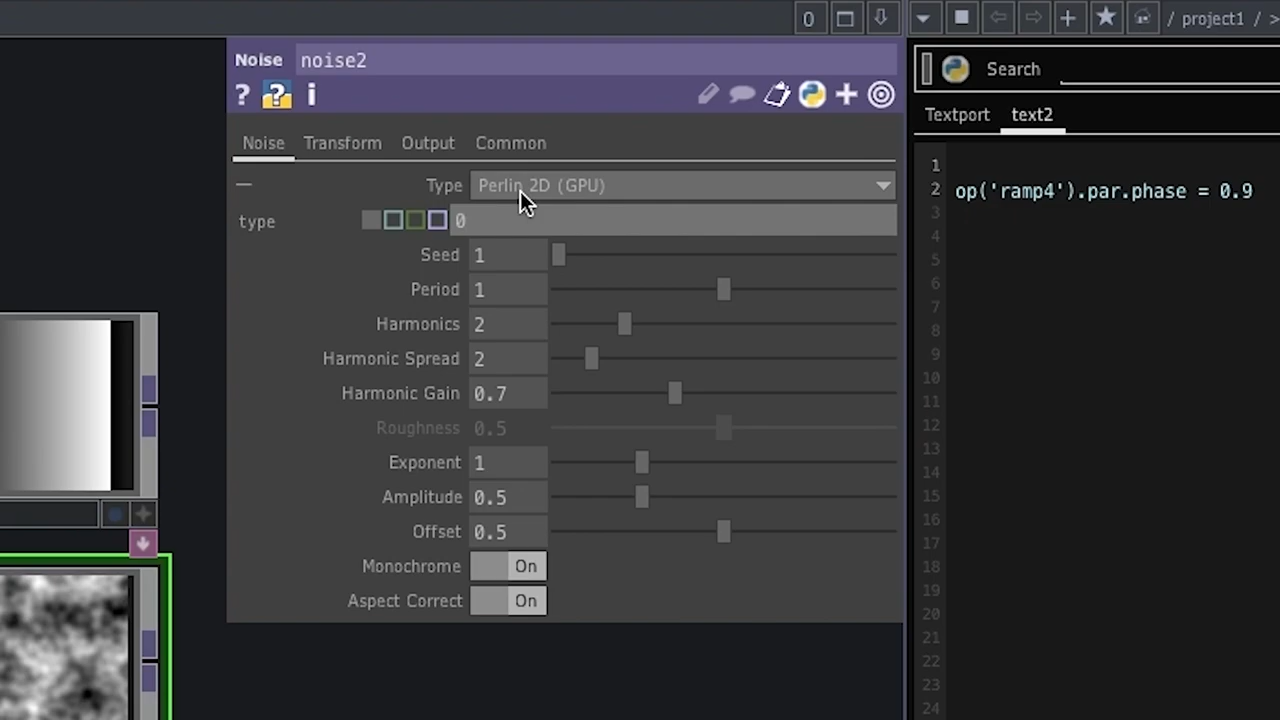 0
/ project1 / >
Noise noise2
? ? i
Noise Transform Output Common
Type Perlin 2D (GPU)
type 0
Seed 1
Period 1
Harmonics 2
Harmonic Spread 2
Harmonic Gain 0.7
Roughness 0.5
Exponent 1
Amplitude 0.5
Offset 0.5
Monochrome On
Aspect Correct On
Search
Textport text2
1
2 op('ramp4').par.phase = 0.9
3
4
5
6
7
8
9
10
11
12
13
14
15
16
17
18
19
20
21
22
23
24